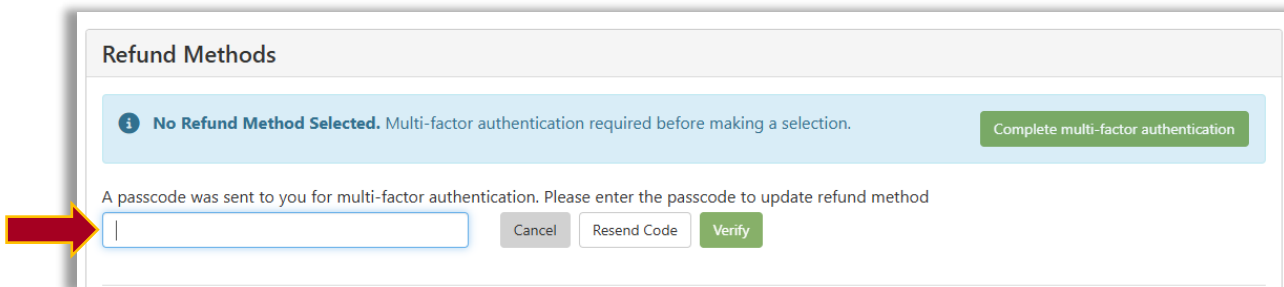 Refund Methods
No Refund Method Selected. Multi-factor authentication required before making a selection.
Complete multi-factor authentication
A passcode was sent to you for multi-factor authentication. Please enter the passcode to update refund method
Cancel Resend Code Verify